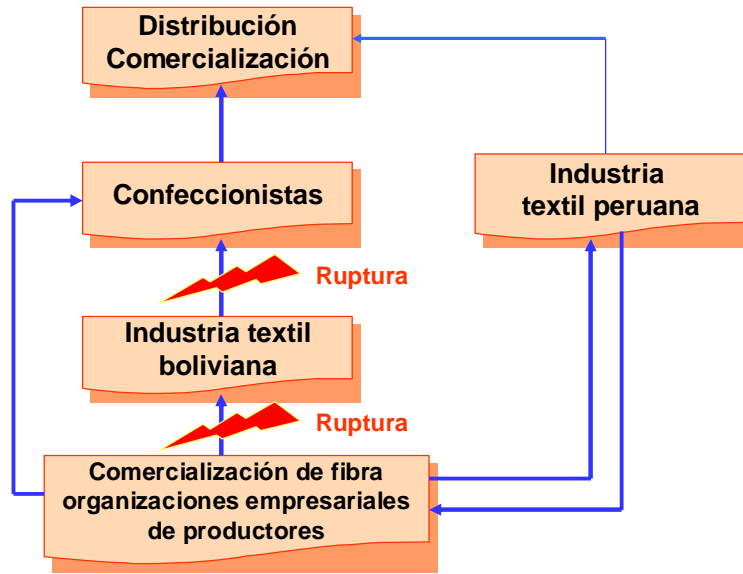 Distribución
Comercialización
Confeccionistas
Industria
textil peruana
Ruptura
Industria textil
boliviana
Ruptura
Comercialización de fibra
organizaciones empresariales
de productores